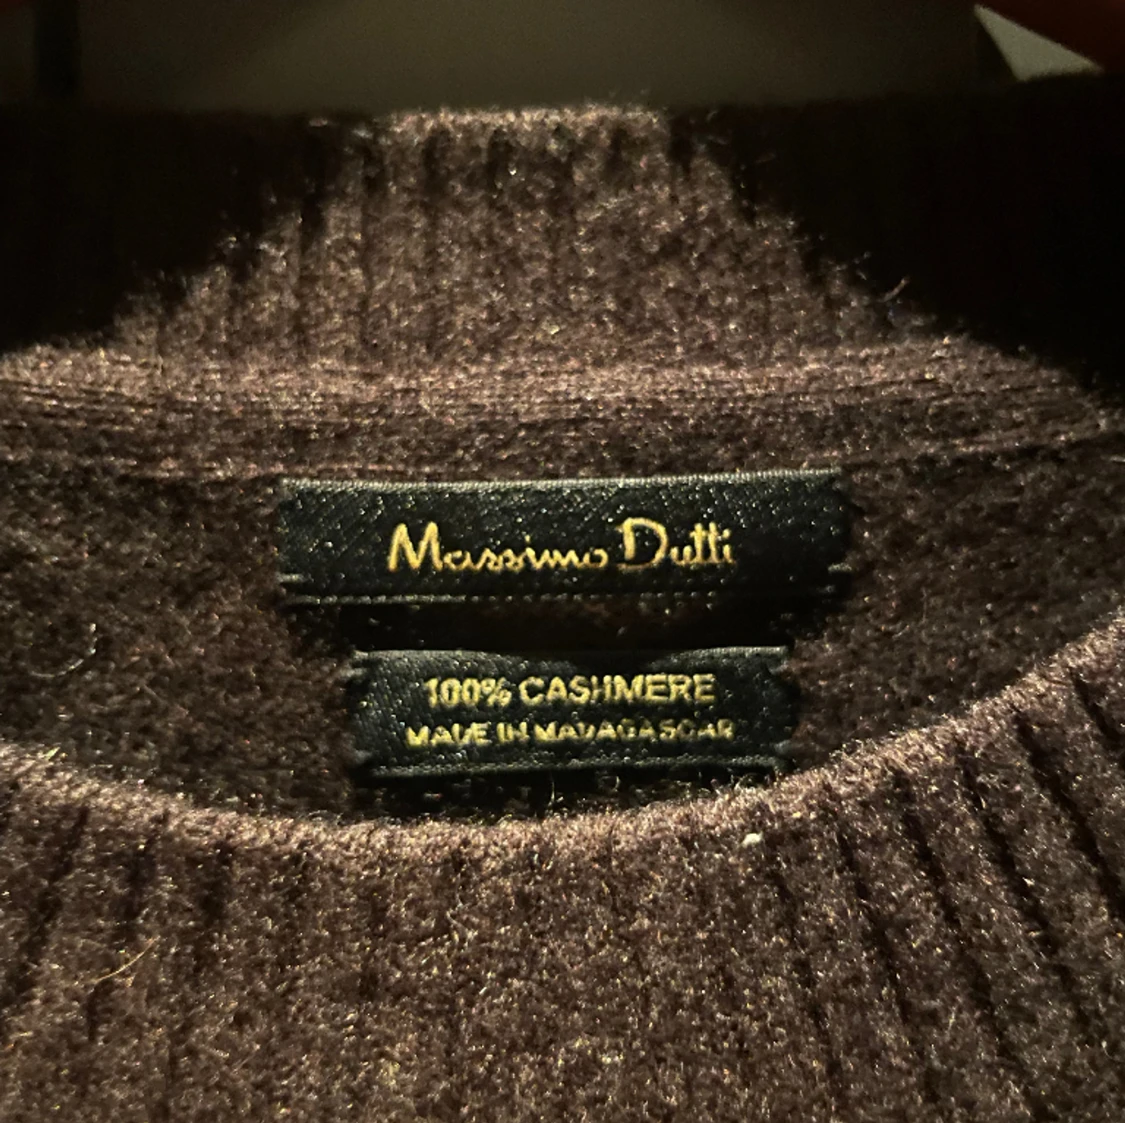 Massimo Dutti
100% CASHMERE
MADE IN MADAGASCAR